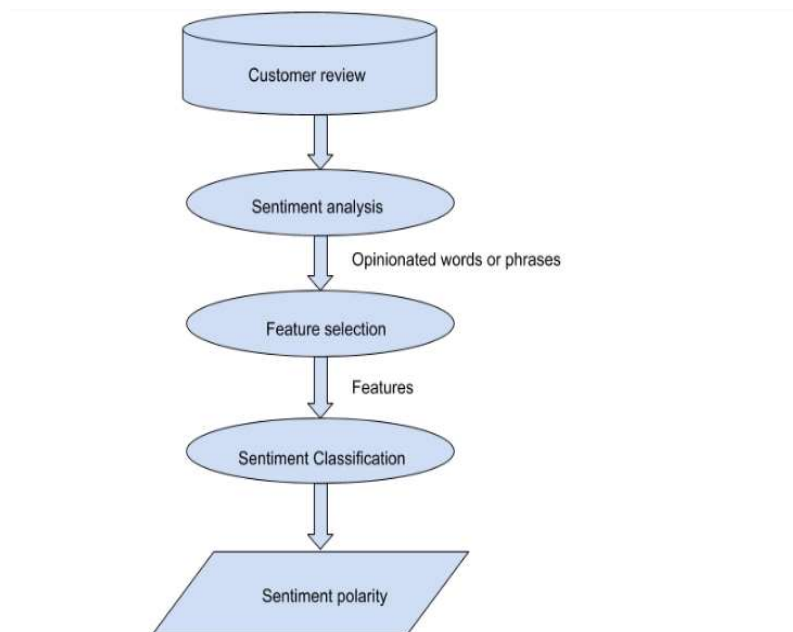 Customer review
Sentiment analysis
Opinionated words or phrases
Feature selection
Features
Sentiment Classification
Sentiment polarity